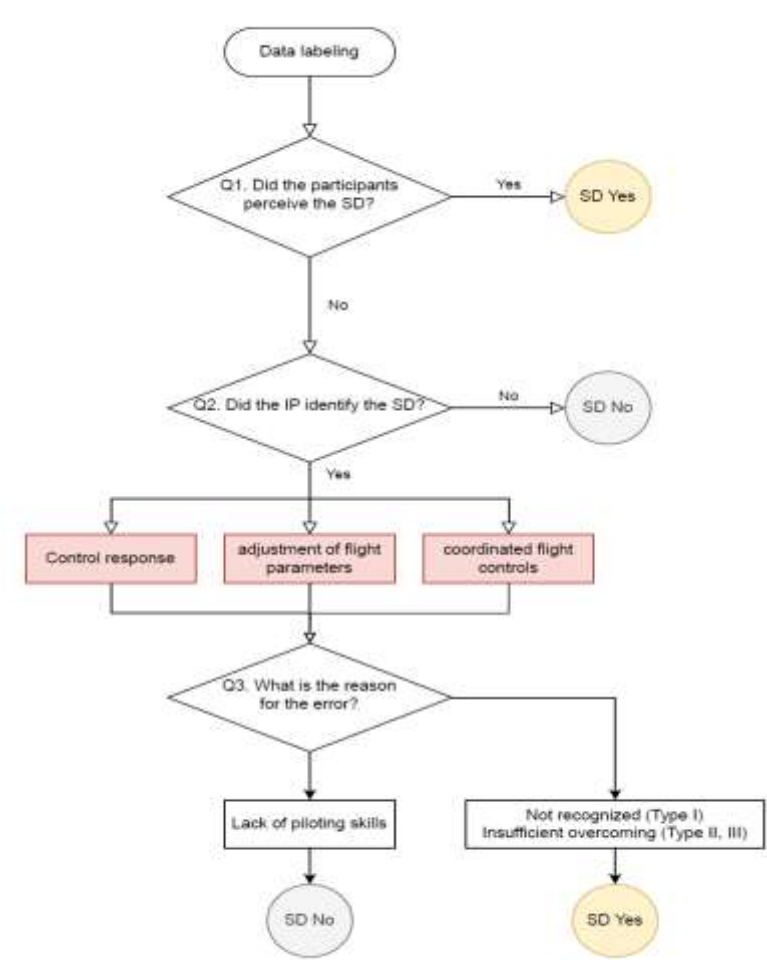 Data labeling
Q1. Did the participants
perceive the SD?
Yes
SD Yes
No
Q2. Did the IP identify the SD?
No
SD No
Yes
Control response
adjustment of flight
parameters
coordinated flight
controls
Q3. What is the reason
for the error?
Lack of piloting skills
Not recognized (Type I)
Insufficient overcoming (Type II, III)
SD No
SD Yes